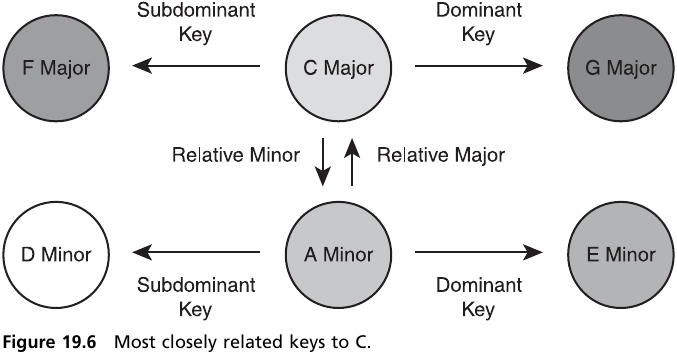 Subdominant
Key
Dominant
Key
F Major
C Major
G Major
Relative Minor
Relative Major
D Minor
A Minor
E Minor
Subdominant
Key
Dominant
Key
Figure 19.6 Most closely related keys to C.